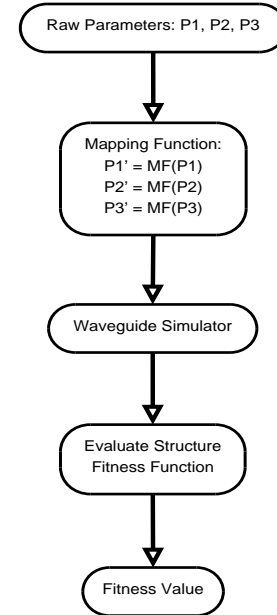 Raw Parameters: P1, P2, P3
Mapping Function:
P1' = MF(P1)
P2' = MF(P2)
P3' = MF(P3)
Waveguide Simulator
Evaluate Structure
Fitness Function
Fitness Value